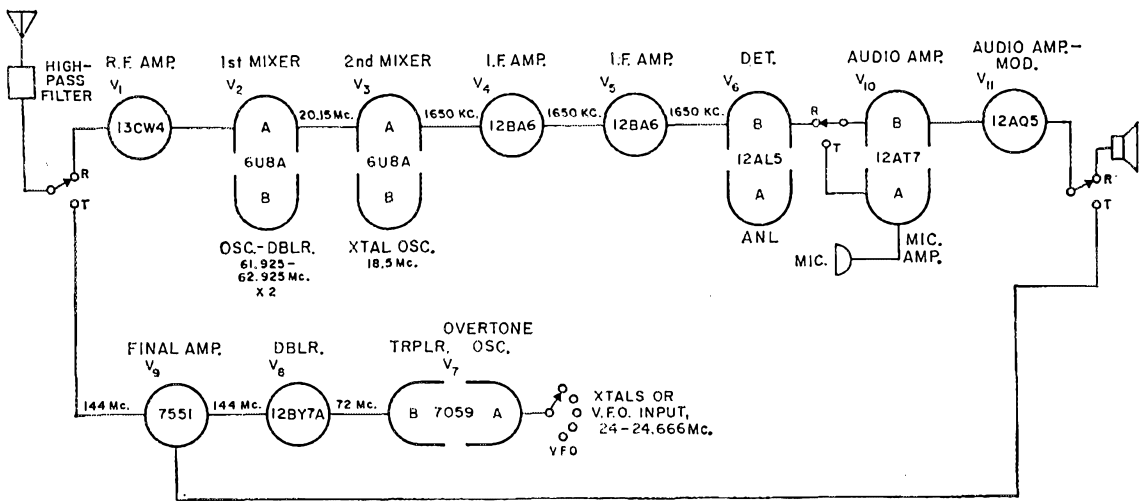 HIGH-
PASS
FILTER
R.F. AMP.
V1
13CW4
R
T
1st MIXER
V2
A
6U8A
B
OSC.-DBLR.
61.925-
62.925 Mc.
X 2
20.15 Mc.
2nd MIXER
V3
A
6U8A
B
XTAL OSC.
18.5 Mc.
1650 KC.
I.F. AMP.
V4
12BA6
1650 KC.
I.F. AMP.
V5
12BA6
1650 KC.
DET.
V6
B
12AL5
A
ANL
R
T
AUDIO AMP.
V10
B
12AT7
A
MIC.
AMP.
MIC.
AUDIO AMP.-
MOD.
V11
12AQ5
R
T
144 Mc.
FINAL AMP.
V9
7551
144 Mc.
DBLR.
V8
12BY7A
72 Mc.
OVERTONE
TRPLR. OSC.
V7
B 7059 A
VFO
XTALS OR
V.F.O. INPUT,
24-24.666 Mc.